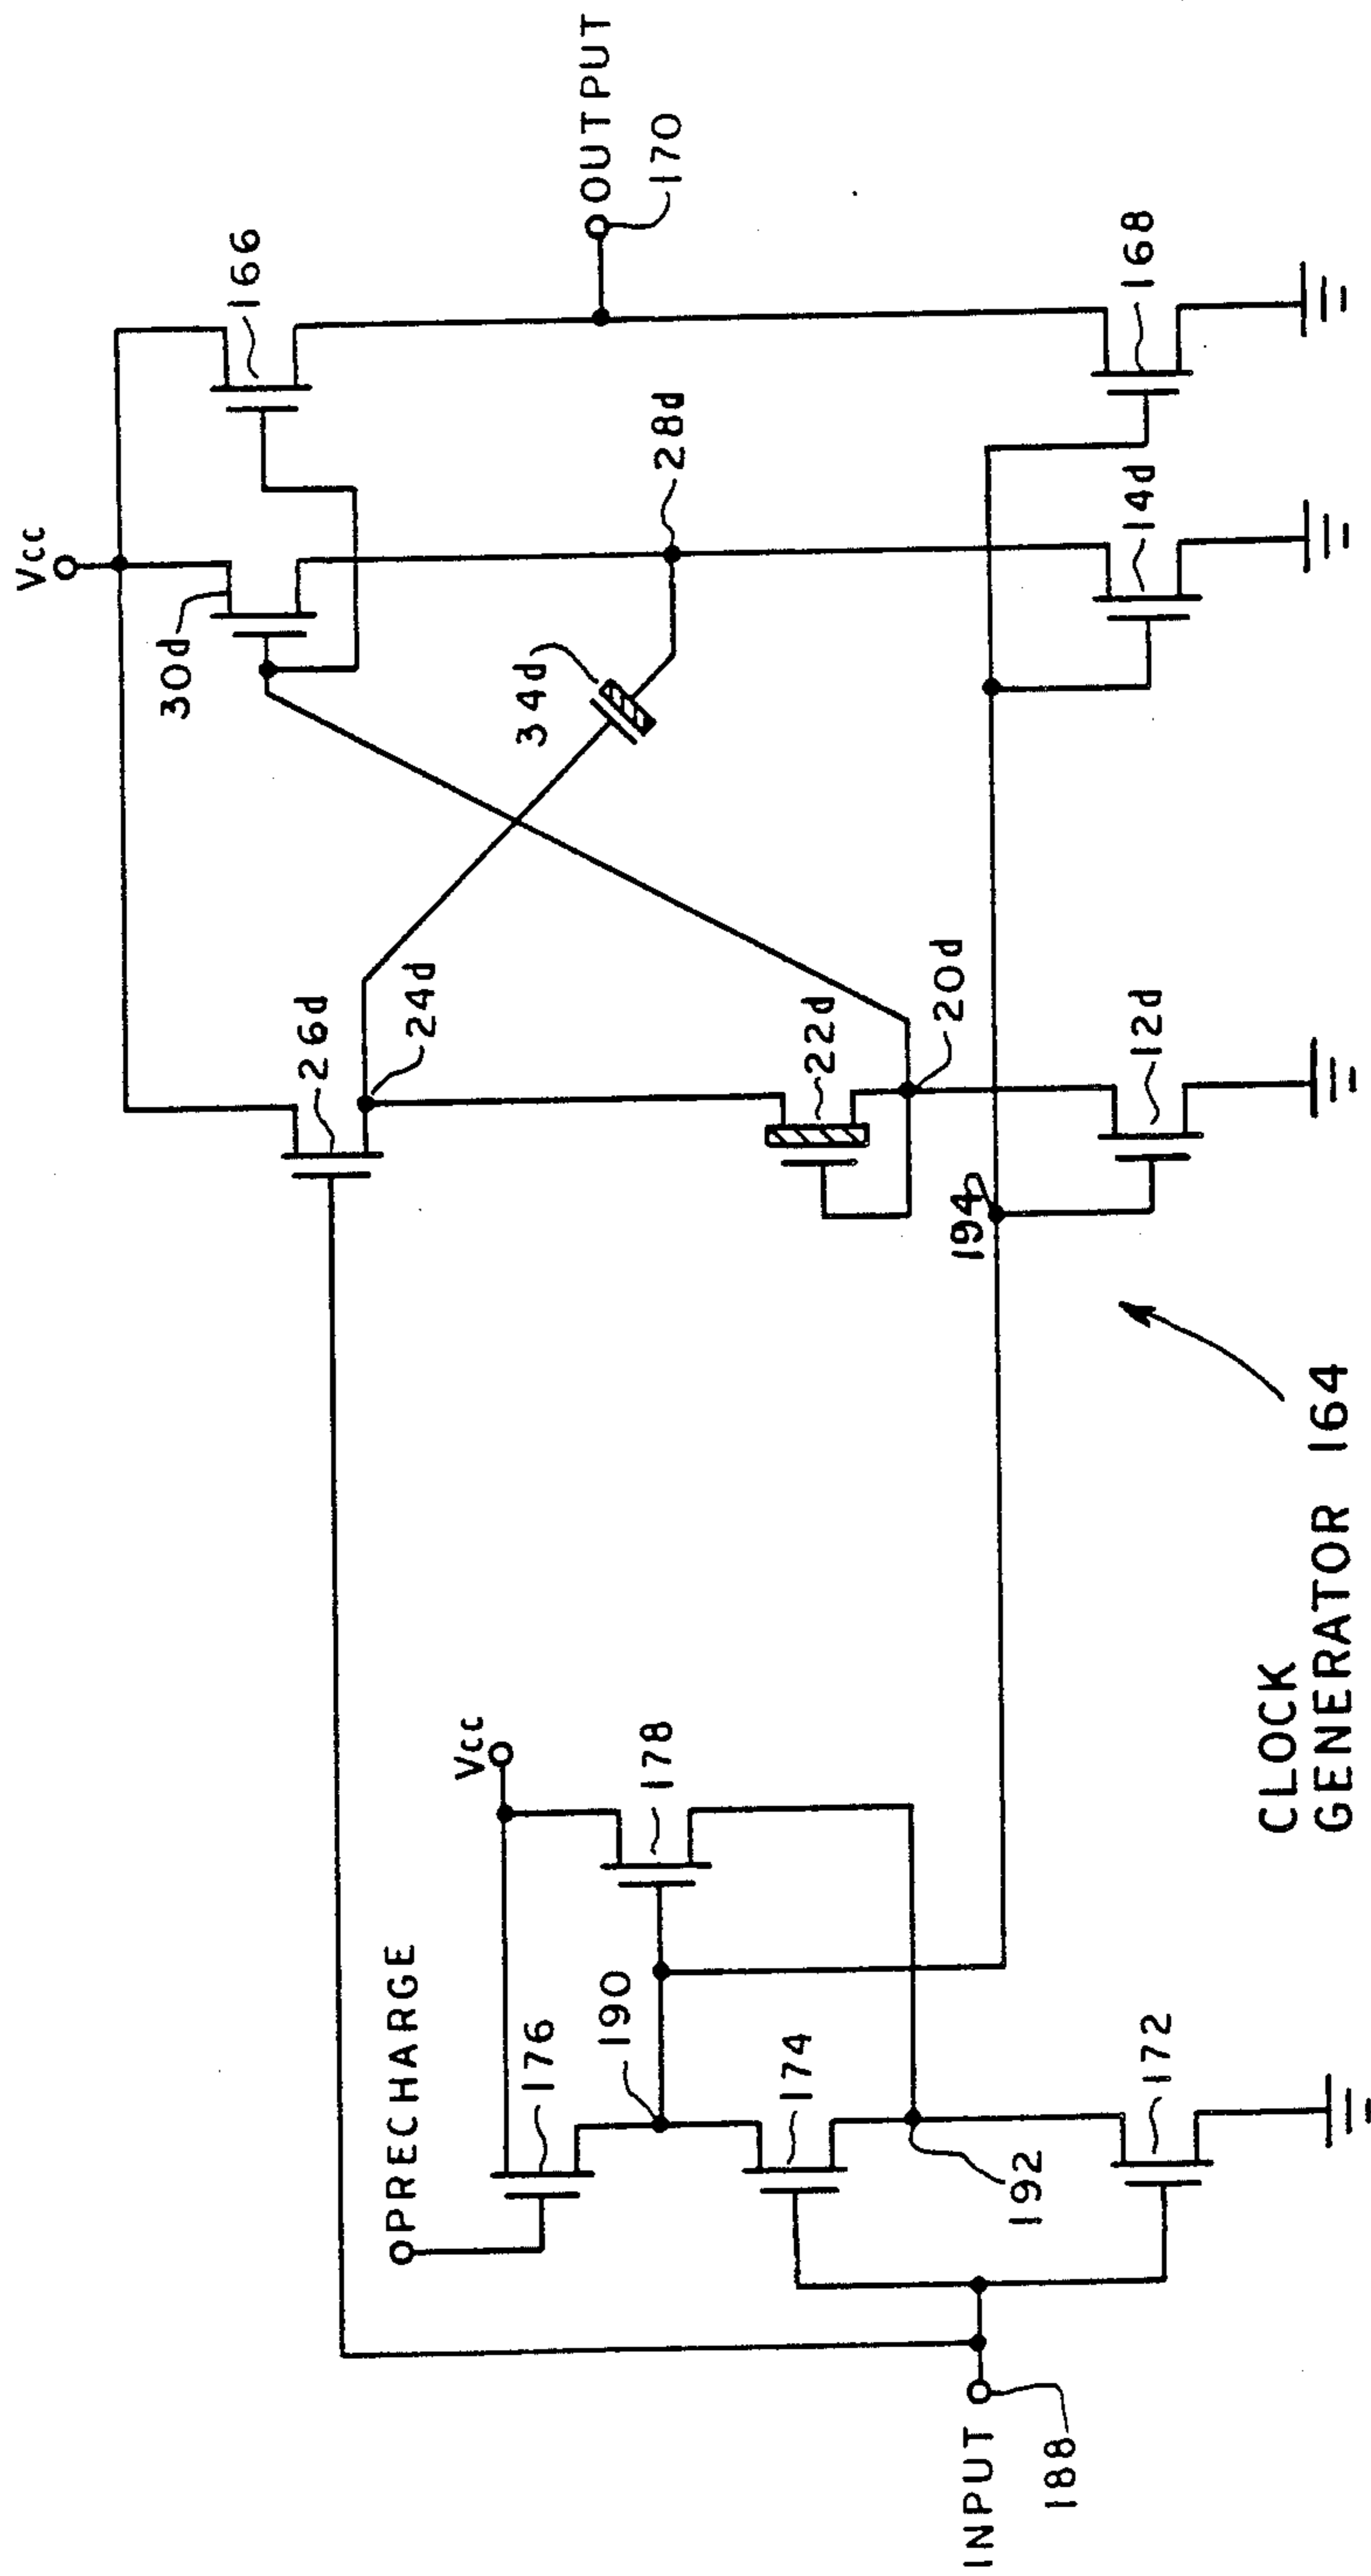 Vcc
166
30d
OUTPUT
170
26d
24d
34d
28d
PRECHARGE
Vcc
176
190
178
174
192
22d
20d
194
INPUT
188
172
12d
14d
168
CLOCK
GENERATOR 164